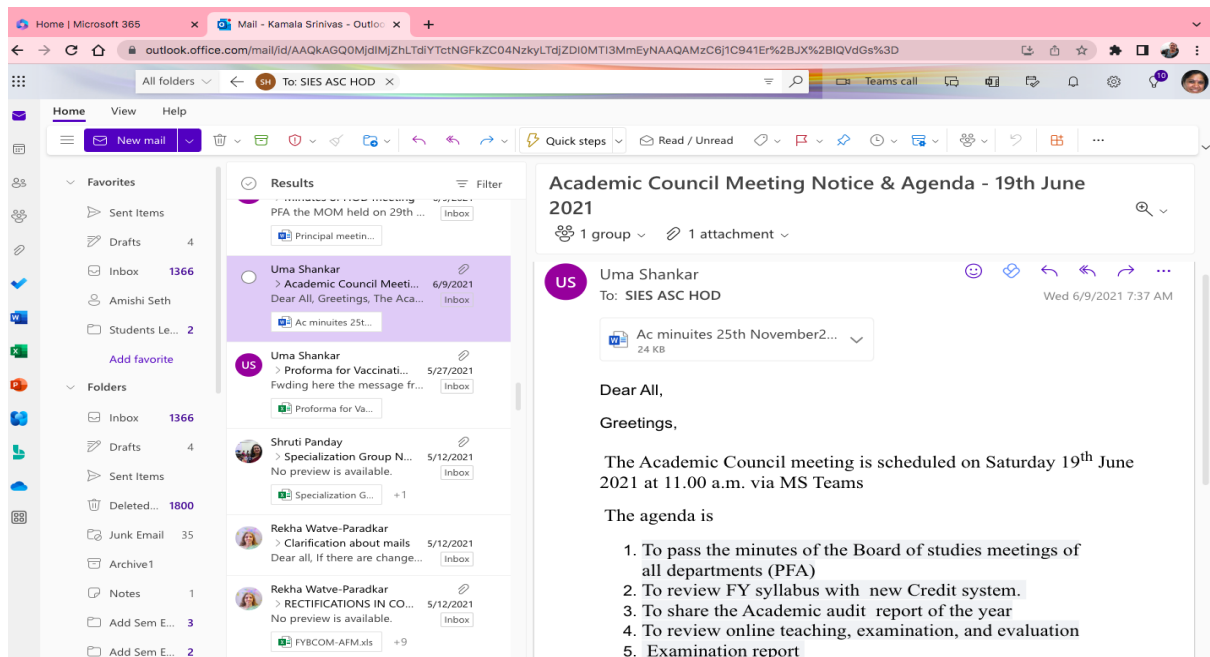 Home | Microsoft 365
Mail - Kamala Srinivas - Outloo
outlook.office.com/mail/id/AAQkAGQ0MjdlMjZhLTdiYTctNGFkZC04NzkyLTdjZDI0MTI3MmEyNAAQAMzC6j1C941Er%2BJX%2BIQVdGs%3D
All folders
SH To: SIES ASC HOD
Teams call
10
Home View Help
New mail
Quick steps
Read / Unread
Favorites
Sent Items
Drafts 4
Inbox 1366
Amishi Seth
Students Le... 2
Add favorite
Folders
Inbox 1366
Drafts 4
Sent Items
Deleted... 1800
Junk Email 35
Archive1
Notes 1
Add Sem E... 3
Add Sem E... 2
Results
Filter
> Minutes of HOD meeting 6/9/2021
PFA the MOM held on 29th ... Inbox
Principal meetin...
Uma Shankar
> Academic Council Meeti... 6/9/2021
Dear All, Greetings, The Aca... Inbox
Ac minuites 25t...
US
Uma Shankar
> Proforma for Vaccinati... 5/27/2021
Fwding here the message fr... Inbox
Proforma for Va...
Shruti Panday
> Specialization Group N... 5/12/2021
No preview is available. Inbox
Specialization G... +1
Rekha Watve-Paradkar
> Clarification about mails 5/12/2021
Dear all, If there are change... Inbox
Rekha Watve-Paradkar
> RECTIFICATIONS IN CO... 5/12/2021
No preview is available. Inbox
FYBCOM-AFM.xls +9
Academic Council Meeting Notice & Agenda - 19th June
2021
1 group
1 attachment
US
Uma Shankar
To: SIES ASC HOD
Wed 6/9/2021 7:37 AM
Ac minuites 25th November2...
24 KB
Dear All,
Greetings,
The Academic Council meeting is scheduled on Saturday 19th June
2021 at 11.00 a.m. via MS Teams
The agenda is
1. To pass the minutes of the Board of studies meetings of
all departments (PFA)
2. To review FY syllabus with new Credit system.
3. To share the Academic audit report of the year
4. To review online teaching, examination, and evaluation
5. Examination report